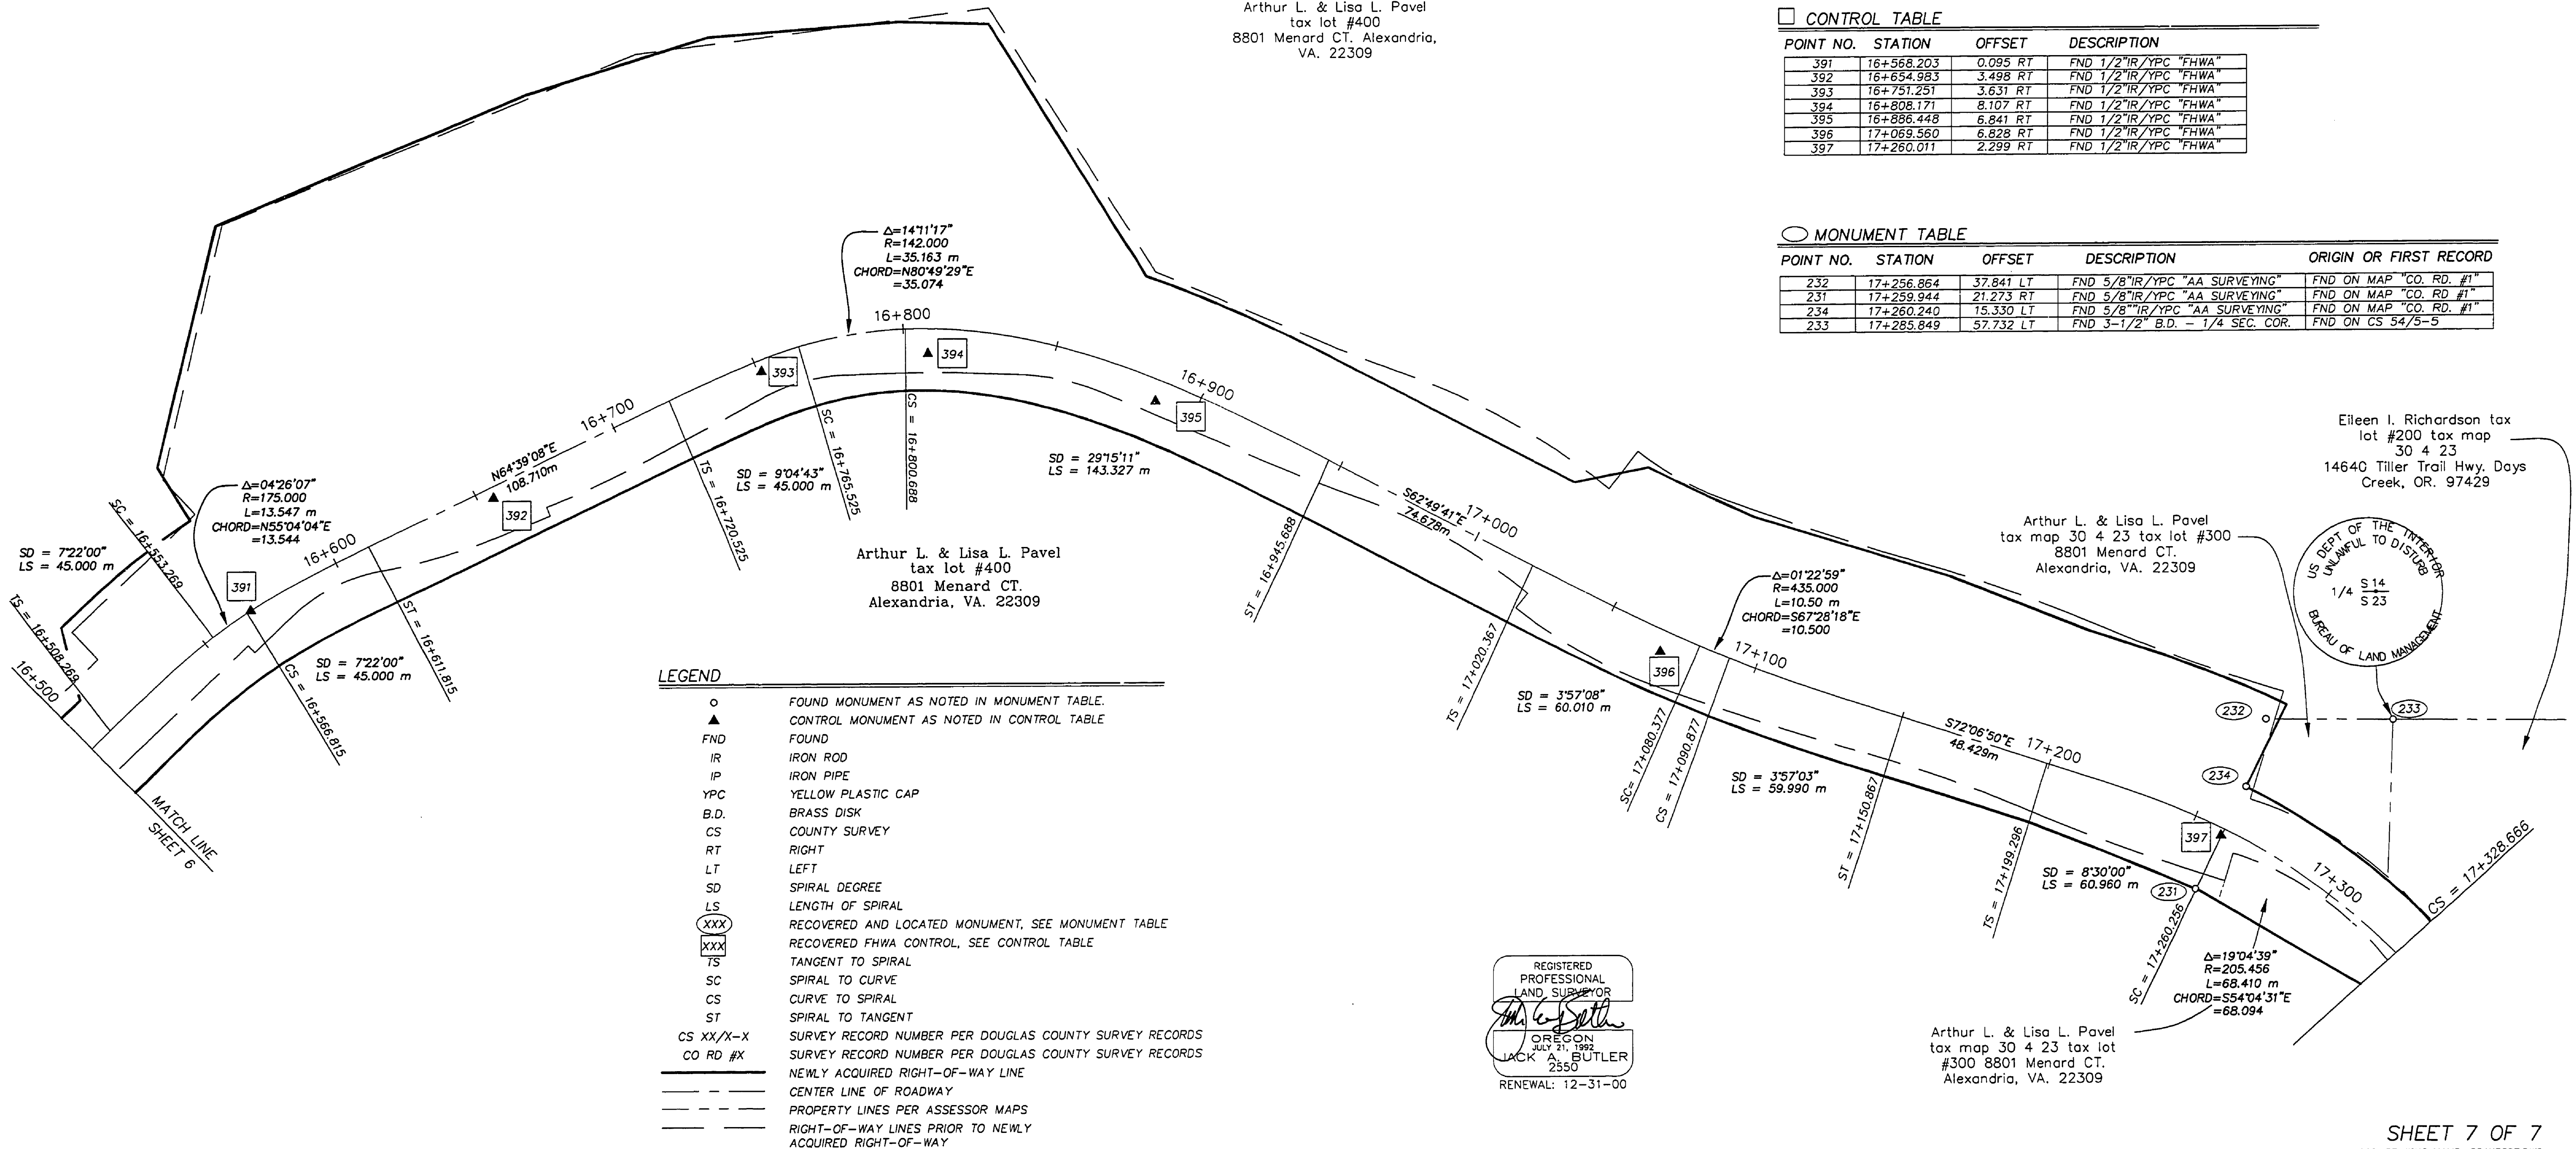 Arthur L. & Lisa L. Pavel
tax lot #400
8801 Menard CT. Alexandria,
VA. 22309
CONTROL TABLE
POINT NO. STATION OFFSET DESCRIPTION
391 16+568.203 0.095 RT FND 1/2"IR/YPC "FHWA"
392 16+654.983 3.498 RT FND 1/2"IR/YPC "FHWA"
393 16+751.251 3.631 RT FND 1/2"IR/YPC "FHWA"
394 16+808.171 8.107 RT FND 1/2"IR/YPC "FHWA"
395 16+886.448 6.841 RT FND 1/2"IR/YPC "FHWA"
396 17+069.560 6.828 RT FND 1/2"IR/YPC "FHWA"
397 17+260.011 2.299 RT FND 1/2"IR/YPC "FHWA"
MONUMENT TABLE
POINT NO. STATION OFFSET DESCRIPTION ORIGIN OR FIRST RECORD
232 17+256.864 37.841 LT FND 5/8"IR/YPC "AA SURVEYING" FND ON MAP "CO. RD. #1"
231 17+259.944 21.273 RT FND 5/8"IR/YPC "AA SURVEYING" FND ON MAP "CO. RD #1"
234 17+260.240 15.330 LT FND 5/8""IR/YPC "AA SURVEYING" FND ON MAP "CO. RD. #1"
233 17+285.849 57.732 LT FND 3-1/2" B.D. - 1/4 SEC. COR. FND ON CS 54/5-5
Δ=14°11'17"
R=142.000
L=35.163 m
CHORD=N80°49'29"E
=35.074
16+800
394
393
16+900
395
16+700
N64°39'08"E
108.710m
392
SC = 16+765.525
CS = 16+800.688
TS = 16+720.525
SD = 9°04'43"
LS = 45.000 m
SD = 29°15'11"
LS = 143.327 m
Δ=04°26'07"
R=175.000
L=13.547 m
CHORD=N55°04'04"E
=13.544
SC = 16+553.269
16+600
391
SD = 7°22'00"
LS = 45.000 m
TS = 16+508.269
16+500
SD = 7°22'00"
LS = 45.000 m
ST = 16+611.815
CS = 16+566.815
MATCH LINE
SHEET 6
Arthur L. & Lisa L. Pavel
tax lot #400
8801 Menard CT.
Alexandria, VA. 22309
ST = 16+945.688
S62°49'41"E
74.678m
17+000
TS = 17+020.367
Δ=01°22'59"
R=435.000
L=10.50 m
CHORD=S67°28'18"E
=10.500
17+100
396
SD = 3°57'08"
LS = 60.010 m
SC= 17+080.377
CS = 17+090.877
SD = 3°57'03"
LS = 59.990 m
ST = 17+150.867
S72°06'50"E
48.429m
17+200
TS = 17+199.296
SD = 8°30'00"
LS = 60.960 m
Eileen I. Richardson tax
lot #200 tax map
30 4 23
14640 Tiller Trail Hwy. Days
Creek, OR. 97429
Arthur L. & Lisa L. Pavel
tax map 30 4 23 tax lot #300
8801 Menard CT.
Alexandria, VA. 22309
US DEPT OF THE INTERIOR
UNLAWFUL TO DISTURB
1/4 S 14
S 23
BUREAU OF LAND MANAGEMENT
232
233
234
397
231
17+300
CS = 17+328.666
SC = 17+260.256
Δ=19°04'39"
R=205.456
L=68.410 m
CHORD=S54°04'31"E
=68.094
Arthur L. & Lisa L. Pavel
tax map 30 4 23 tax lot
#300 8801 Menard CT.
Alexandria, VA. 22309
LEGEND
FOUND MONUMENT AS NOTED IN MONUMENT TABLE.
CONTROL MONUMENT AS NOTED IN CONTROL TABLE
FND FOUND
IR IRON ROD
IP IRON PIPE
YPC YELLOW PLASTIC CAP
B.D. BRASS DISK
CS COUNTY SURVEY
RT RIGHT
LT LEFT
SD SPIRAL DEGREE
LS LENGTH OF SPIRAL
XXX RECOVERED AND LOCATED MONUMENT, SEE MONUMENT TABLE
XXX RECOVERED FHWA CONTROL, SEE CONTROL TABLE
TS TANGENT TO SPIRAL
SC SPIRAL TO CURVE
CS CURVE TO SPIRAL
ST SPIRAL TO TANGENT
CS XX/X-X SURVEY RECORD NUMBER PER DOUGLAS COUNTY SURVEY RECORDS
CO RD #X SURVEY RECORD NUMBER PER DOUGLAS COUNTY SURVEY RECORDS
NEWLY ACQUIRED RIGHT-OF-WAY LINE
CENTER LINE OF ROADWAY
PROPERTY LINES PER ASSESSOR MAPS
RIGHT-OF-WAY LINES PRIOR TO NEWLY
ACQUIRED RIGHT-OF-WAY
REGISTERED
PROFESSIONAL
LAND SURVEYOR
OREGON
JULY 21, 1992
JACK A. BUTLER
2550
RENEWAL: 12-31-00
SHEET 7 OF 7